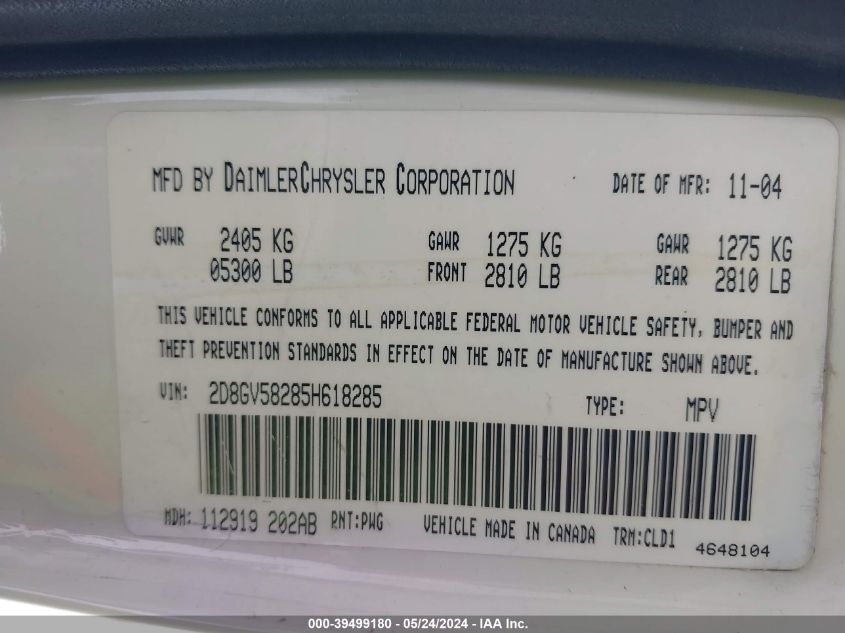 MFD BY DAIMLERCHRYSLER CORPORATION DATE OF MFR: 11-04
GVWR 2405 KG GAWR 1275 KG GAWR 1275 KG
05300 LB FRONT 2810 LB REAR 2810 LB
THIS VEHICLE CONFORMS TO ALL APPLICABLE FEDERAL MOTOR VEHICLE SAFETY, BUMPER AND
THEFT PREVENTION STANDARDS IN EFFECT ON THE DATE OF MANUFACTURE SHOWN ABOVE.
VIN: 2D8GV58285H618285 TYPE: MPV
MDH: 112919 202AB PNT:PWG VEHICLE MADE IN CANADA TRM:CLD1 4648104
000-39499180 - 05/24/2024 - IAA Inc.